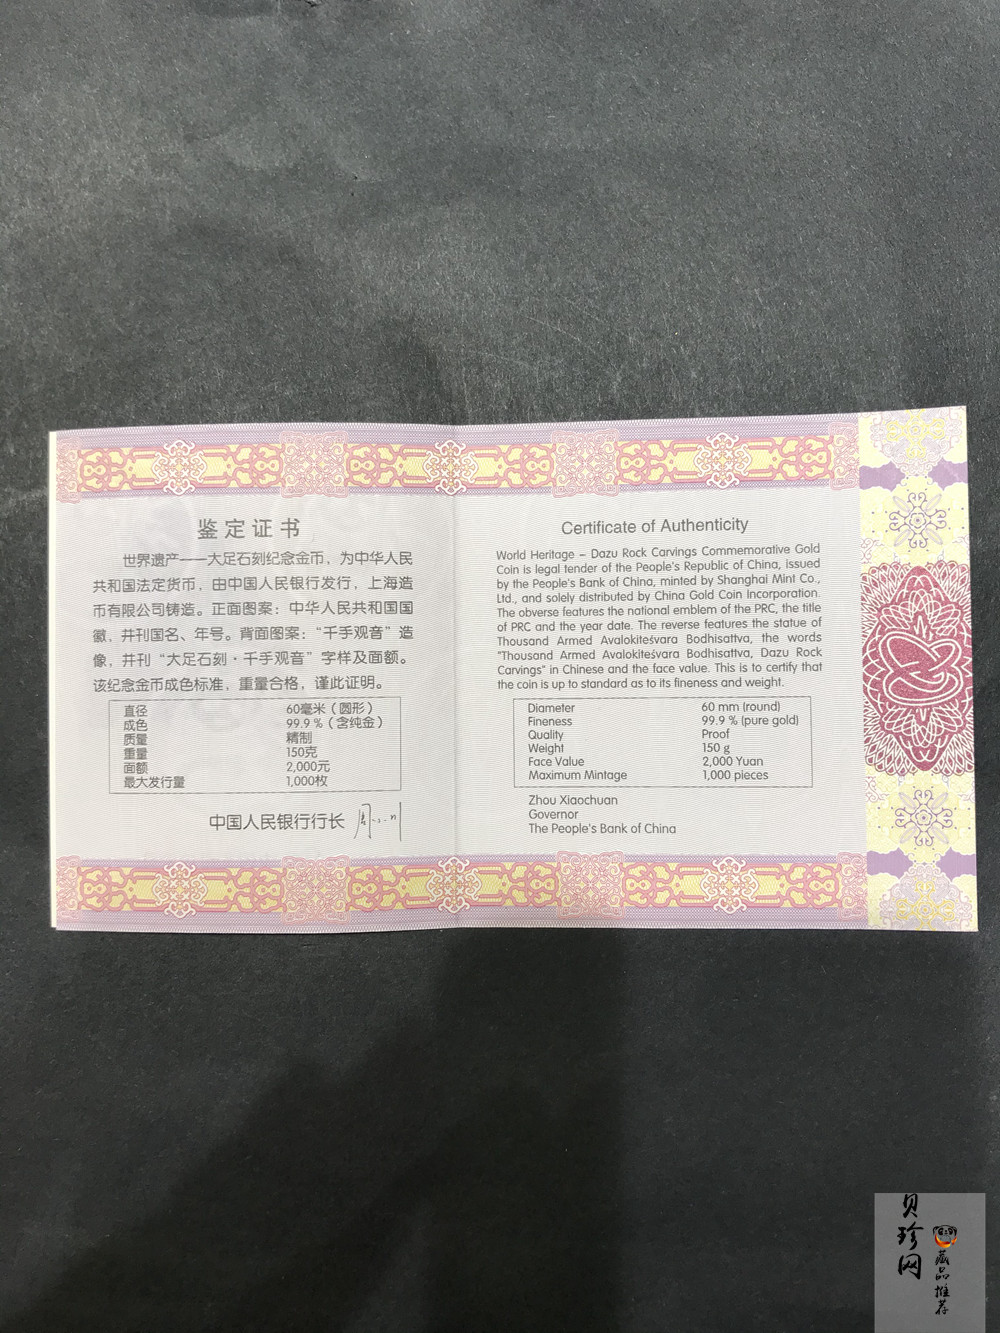 鉴定证书
世界遗产——大足石刻纪念金币，为中华人民
共和国法定货币，由中国人民银行发行，上海造
币有限公司铸造。正面图案：中华人民共和国国
徽，并刊国名、年号。背面图案：“千手观音”造
像，并刊“大足石刻·千手观音”字样及面额。
该纪念金币成色标准，重量合格，谨此证明。
直径 60毫米（圆形）
成色 99.9％（含纯金）
质量 精制
重量 150克
面额 2,000元
最大发行量 1,000枚
中国人民银行行长
Certificate of Authenticity
World Heritage – Dazu Rock Carvings Commemorative Gold
Coin is legal tender of the People's Republic of China, issued
by the People's Bank of China, minted by Shanghai Mint Co.,
Ltd., and solely distributed by China Gold Coin Incorporation.
The obverse features the national emblem of the PRC, the title
of PRC and the year date. The reverse features the statue of
Thousand Armed Avalokiteśvara Bodhisattva, the words
"Thousand Armed Avalokiteśvara Bodhisattva, Dazu Rock
Carvings" in Chinese and the face value. This is to certify that
the coin is up to standard as to its fineness and weight.
Diameter 60 mm (round)
Fineness 99.9 % (pure gold)
Quality Proof
Weight 150 g
Face Value 2,000 Yuan
Maximum Mintage 1,000 pieces
Zhou Xiaochuan
Governor
The People's Bank of China
贝珍网
藏品推荐